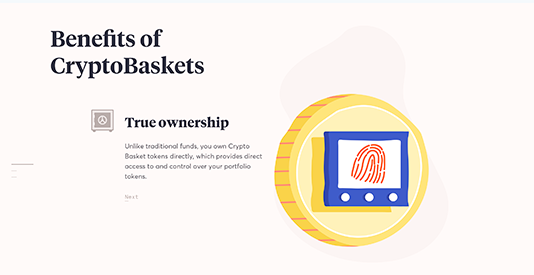 Benefits of
CryptoBaskets
True ownership
Unlike traditional funds, you own Crypto
Basket tokens directly, which provides direct
access to and control over your portfolio
tokens.
Next